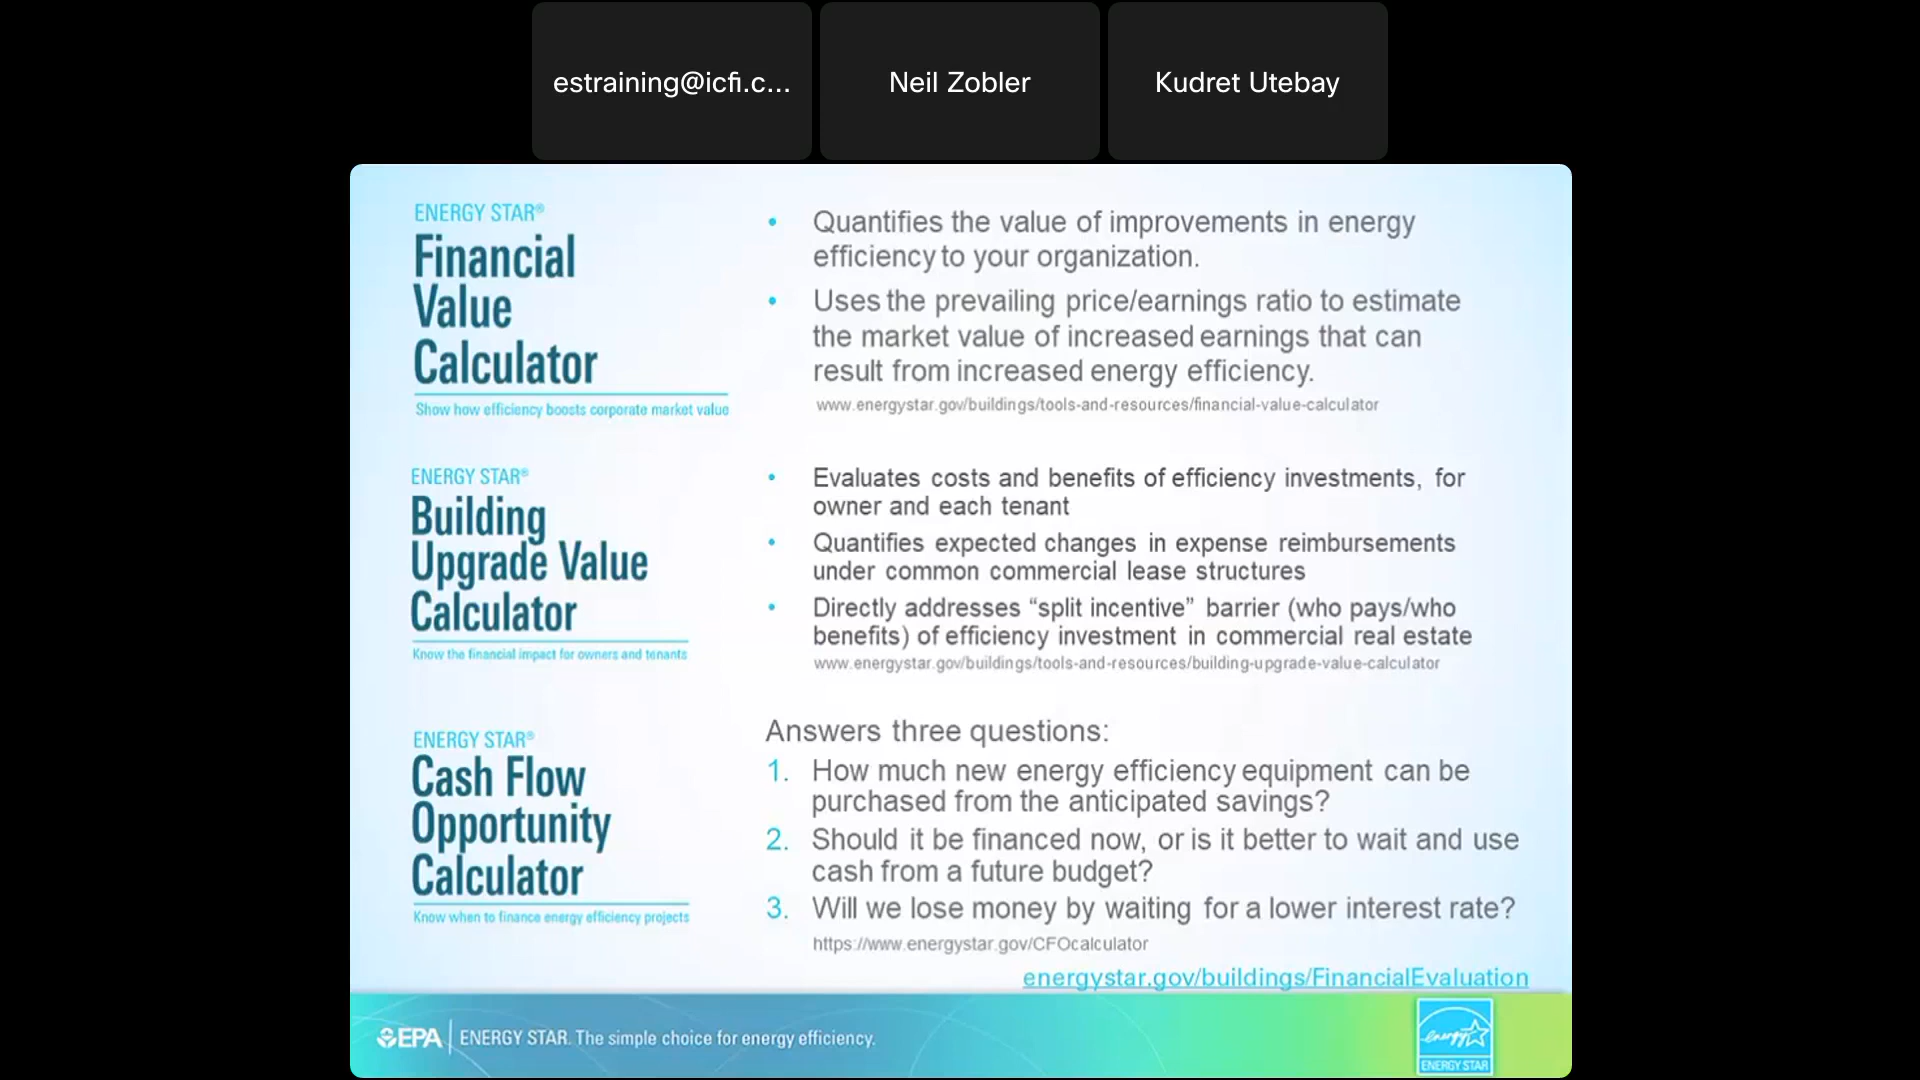 estraining@icfi.c...
Neil Zobler
Kudret Utebay
ENERGY STAR®
Financial
Value
Calculator
Show how efficiency boosts corporate market value
• Quantifies the value of improvements in energy
efficiency to your organization.
• Uses the prevailing price/earnings ratio to estimate
the market value of increased earnings that can
result from increased energy efficiency.
www.energystar.gov/buildings/tools-and-resources/financial-value-calculator
ENERGY STAR®
Building
Upgrade Value
Calculator
Know the financial impact for owners and tenants
• Evaluates costs and benefits of efficiency investments, for
owner and each tenant
• Quantifies expected changes in expense reimbursements
under common commercial lease structures
• Directly addresses “split incentive” barrier (who pays/who
benefits) of efficiency investment in commercial real estate
www.energystar.gov/buildings/tools-and-resources/building-upgrade-value-calculator
ENERGY STAR®
Cash Flow
Opportunity
Calculator
Know when to finance energy efficiency projects
Answers three questions:
1. How much new energy efficiency equipment can be
purchased from the anticipated savings?
2. Should it be financed now, or is it better to wait and use
cash from a future budget?
3. Will we lose money by waiting for a lower interest rate?
https://www.energystar.gov/CFOcalculator
energystar.gov/buildings/FinancialEvaluation
EPA
ENERGY STAR. The simple choice for energy efficiency.
energy
ENERGY STAR